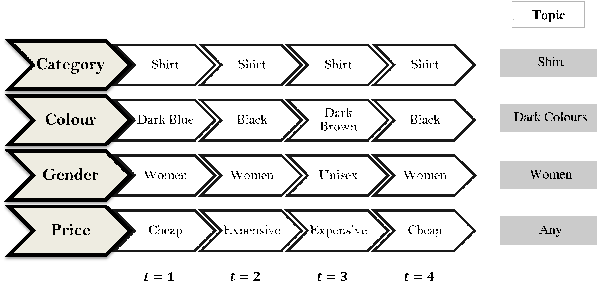 Topic
Category Shirt Shirt Shirt Shirt Shirt
Colour Dark Blue Black Dark Brown Black Dark Colours
Gender Women Women Unisex Women Women
Price Cheap Expensive Expensive Cheap Any
t = 1 t = 2 t = 3 t = 4